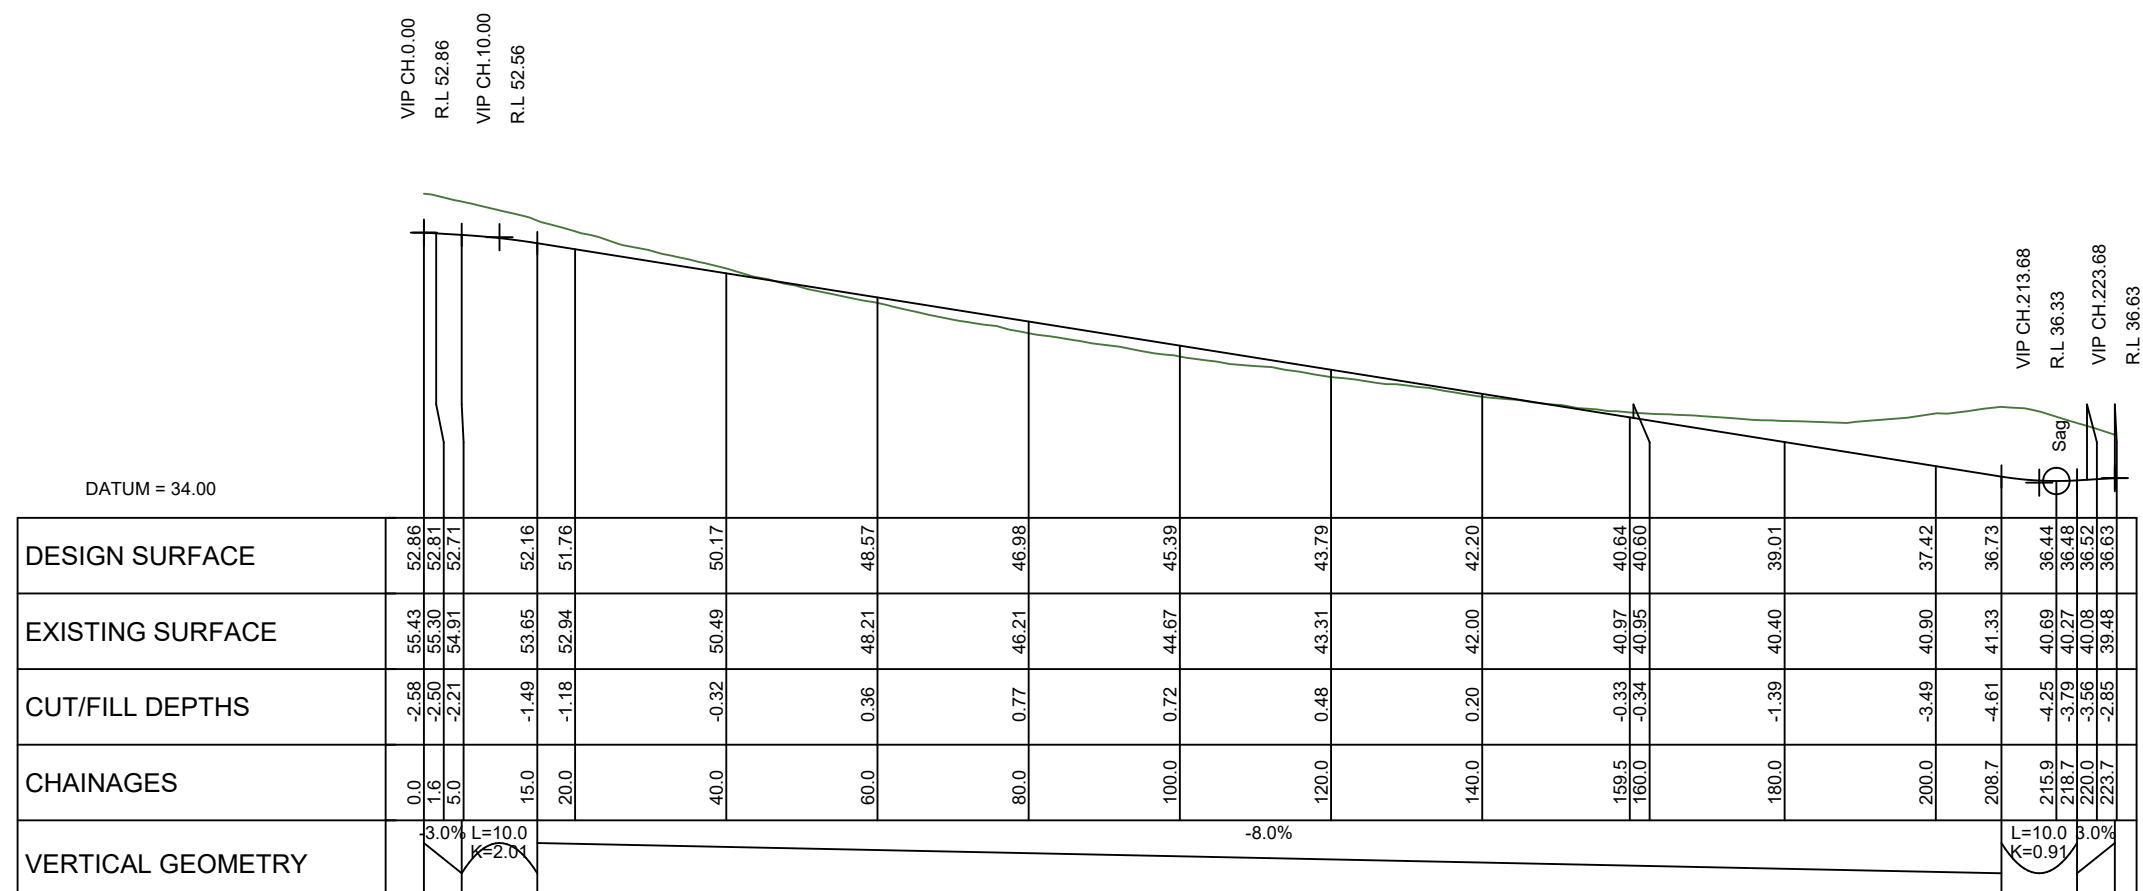 VIP CH.0.00
R.L 52.86
VIP CH.10.00
R.L 52.56
VIP CH.213.68
R.L 36.33
VIP CH.223.68
R.L 36.63
Sag
DATUM = 34.00
DESIGN SURFACE 52.86 52.81 52.71 52.16 51.76 50.17 48.57 46.98 45.39 43.79 42.20 40.64 40.60 39.01 37.42 36.73 36.44 36.48 36.52 36.63
EXISTING SURFACE 55.43 55.30 54.91 53.65 52.94 50.49 48.21 46.21 44.67 43.31 42.00 40.97 40.95 40.40 40.90 41.33 40.69 40.27 40.08 39.48
CUT/FILL DEPTHS -2.58 -2.50 -2.21 -1.49 -1.18 -0.32 0.36 0.77 0.72 0.48 0.20 -0.33 -0.34 -1.39 -3.49 -4.61 -4.25 -3.79 -3.56 -2.85
CHAINAGES 0.0 1.6 5.0 15.0 20.0 40.0 60.0 80.0 100.0 120.0 140.0 159.5 160.0 180.0 200.0 208.7 215.9 218.7 220.0 223.7
-3.0% L=10.0 -8.0% L=10.0 3.0%
K=2.01 K=0.91
VERTICAL GEOMETRY